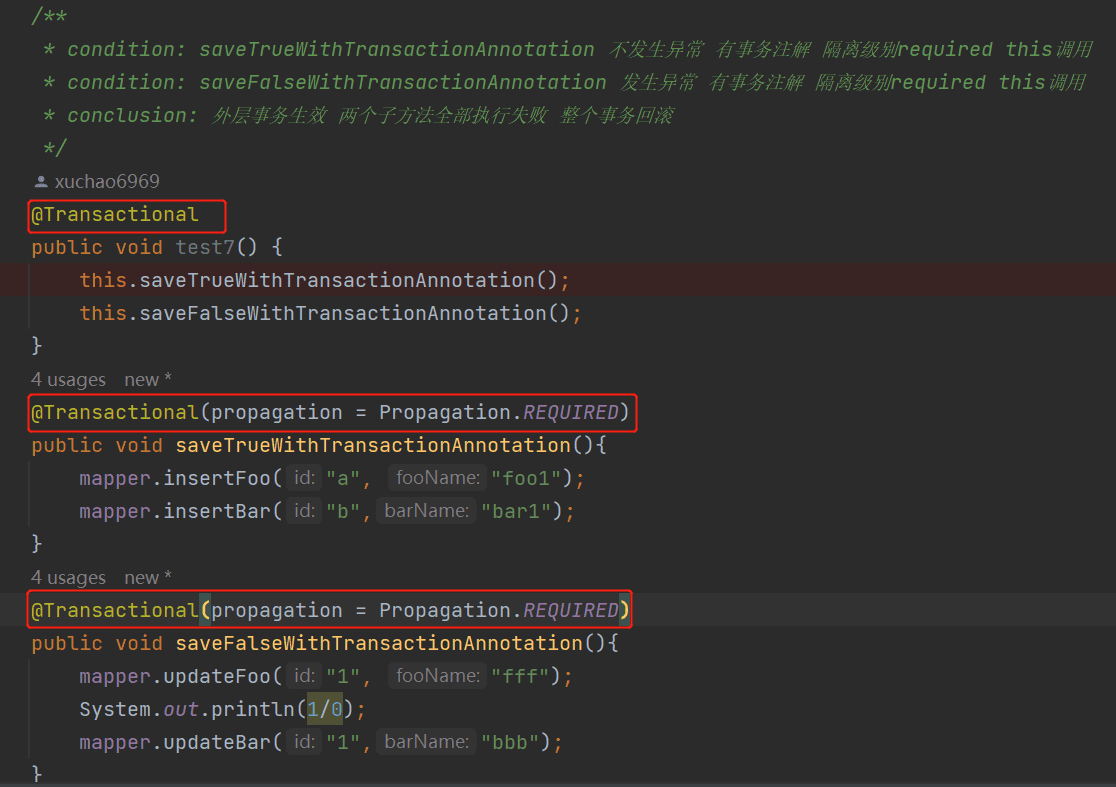 /**
* condition: saveTrueWithTransactionAnnotation 不发生异常 有事务注解 隔离级别required this调用
* condition: saveFalseWithTransactionAnnotation 发生异常 有事务注解 隔离级别required this调用
* conclusion: 外层事务生效 两个子方法全部执行失败 整个事务回滚
*/
xuchao6969
@Transactional
public void test7() {
this.saveTrueWithTransactionAnnotation();
this.saveFalseWithTransactionAnnotation();
}
4 usages new *
@Transactional(propagation = Propagation.REQUIRED)
public void saveTrueWithTransactionAnnotation(){
mapper.insertFoo( id: "a", fooName: "foo1");
mapper.insertBar( id: "b", barName: "bar1");
}
4 usages new *
@Transactional(propagation = Propagation.REQUIRED)
public void saveFalseWithTransactionAnnotation(){
mapper.updateFoo( id: "1", fooName: "fff");
System.out.println(1/0);
mapper.updateBar( id: "1", barName: "bbb");
}